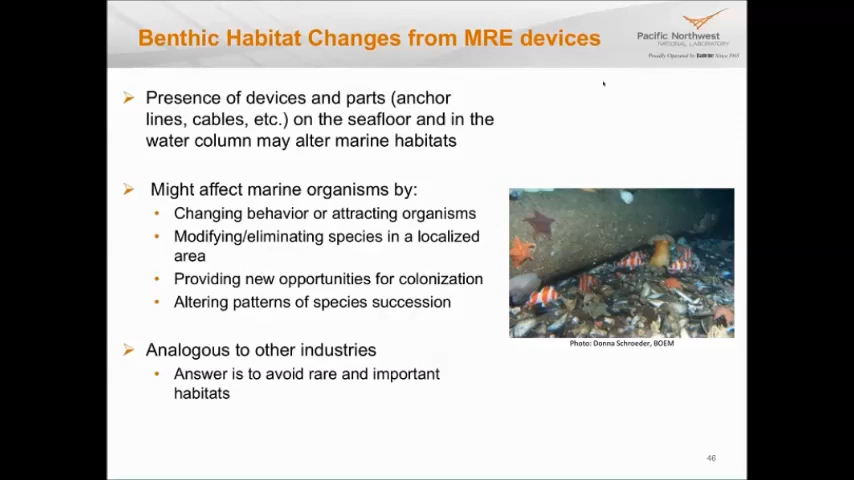 Benthic Habitat Changes from MRE devices
Pacific Northwest
NATIONAL LABORATORY
Proudly Operated by Battelle Since 1965
Presence of devices and parts (anchor
lines, cables, etc.) on the seafloor and in the
water column may alter marine habitats
Might affect marine organisms by:
Changing behavior or attracting organisms
Modifying/eliminating species in a localized
area
Providing new opportunities for colonization
Altering patterns of species succession
Photo: Donna Schroeder, BOEM
Analogous to other industries
Answer is to avoid rare and important
habitats
46